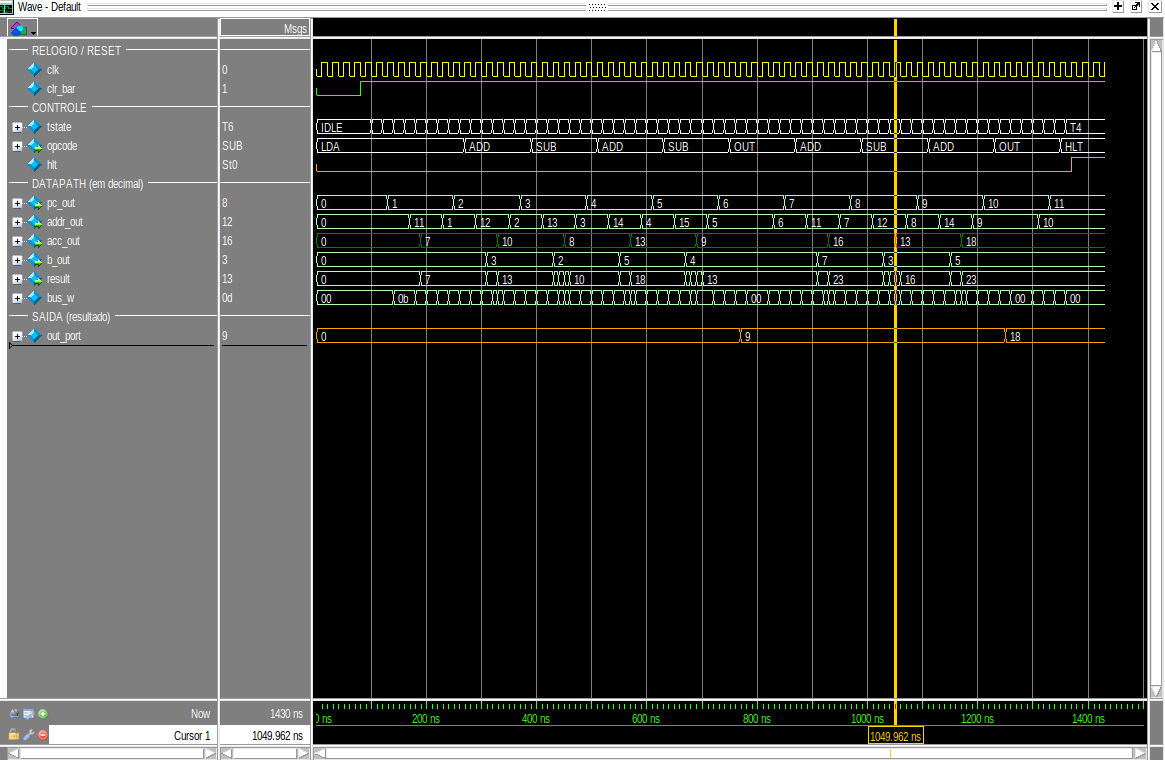 Wave - Default
Msgs
RELOGIO / RESET
clk 0
clr_bar 1
CONTROLE
tstate T6 IDLE T4
opcode SUB LDA ADD SUB ADD SUB OUT ADD SUB ADD OUT HLT
hlt St0
DATAPATH (em decimal)
pc_out 8 0 1 2 3 4 5 6 7 8 9 10 11
addr_out 12 0 11 1 12 2 13 3 14 4 15 5 6 11 7 12 8 14 9 10
acc_out 16 0 7 10 8 13 9 16 13 18
b_out 3 0 3 2 5 4 7 3 5
result 13 0 7 13 10 18 13 23 16 23
bus_w 0d 00 0b 00 00 00
SAIDA (resultado)
out_port 9 0 9 18
Now 1430 ns 0 ns 200 ns 400 ns 600 ns 800 ns 1000 ns 1200 ns 1400 ns
Cursor 1 1049.962 ns 1049.962 ns